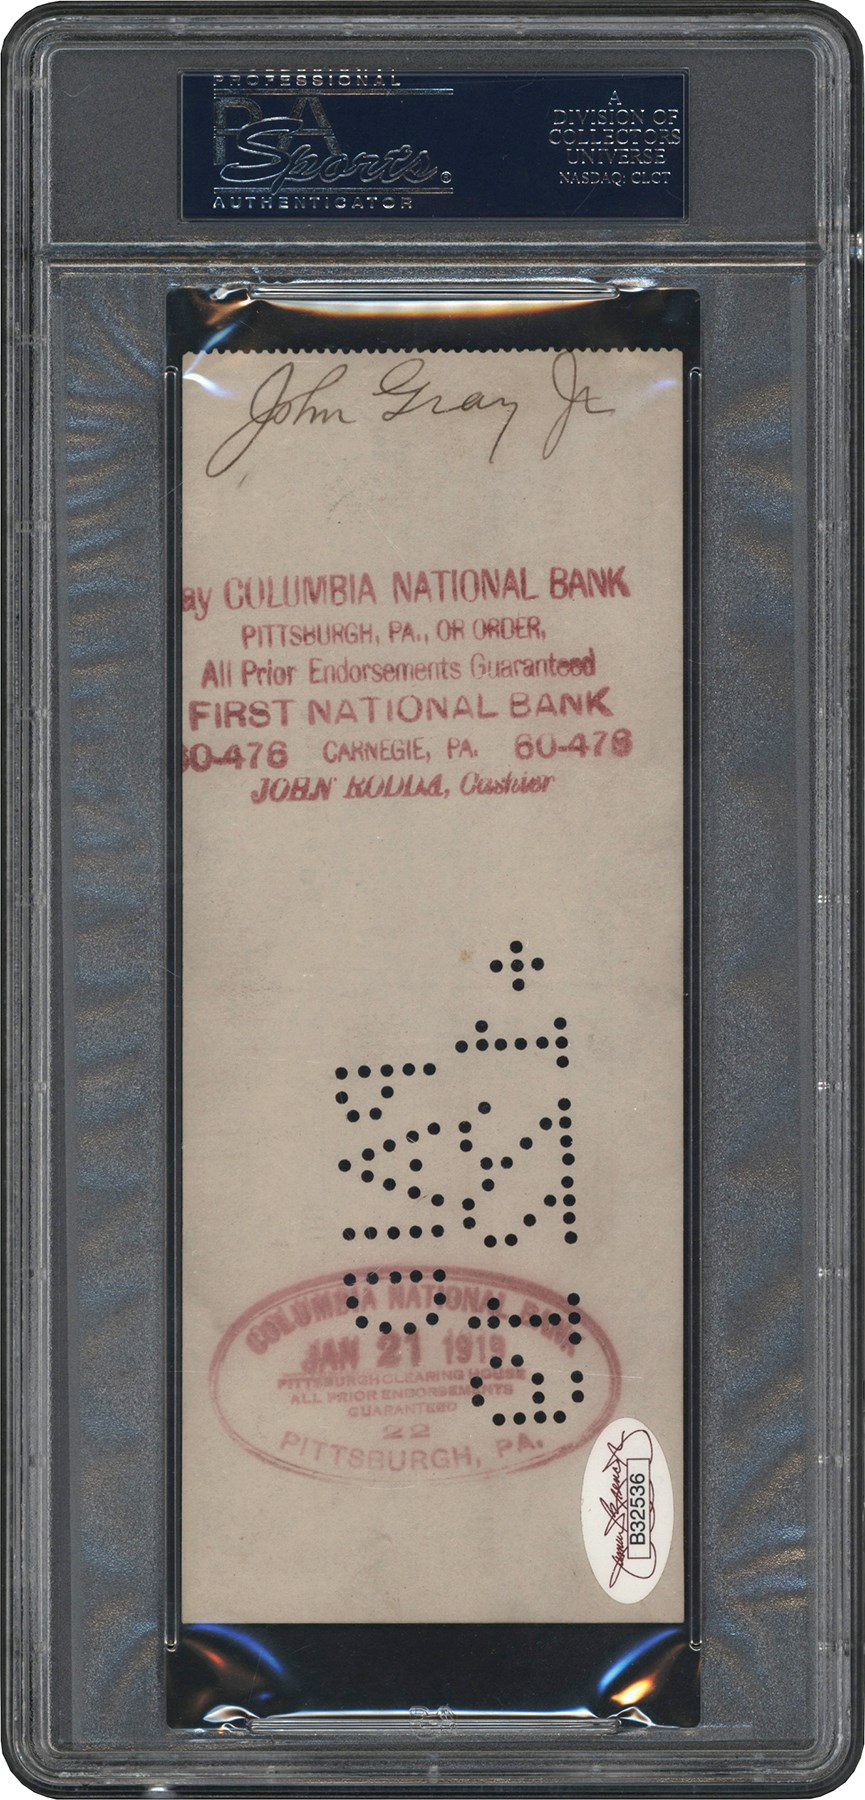 PROFESSIONAL
PSA
Sports®
AUTHENTICATOR
A
DIVISION OF
COLLECTORS
UNIVERSE
NASDAQ: CLCT
John Gray Jr
ay COLUMBIA NATIONAL BANK
PITTSBURGH, PA., OR ORDER,
All Prior Endorsements Guaranteed
FIRST NATIONAL BANK
60-476 CARNEGIE, PA. 60-476
JOHN RODDA, Cashier
PAID
COLUMBIA NATIONAL BANK
JAN 21 1919
PITTSBURGH CLEARING HOUSE
ALL PRIOR ENDORSEMENTS
GUARANTEED
22
PITTSBURGH, PA.
B32536